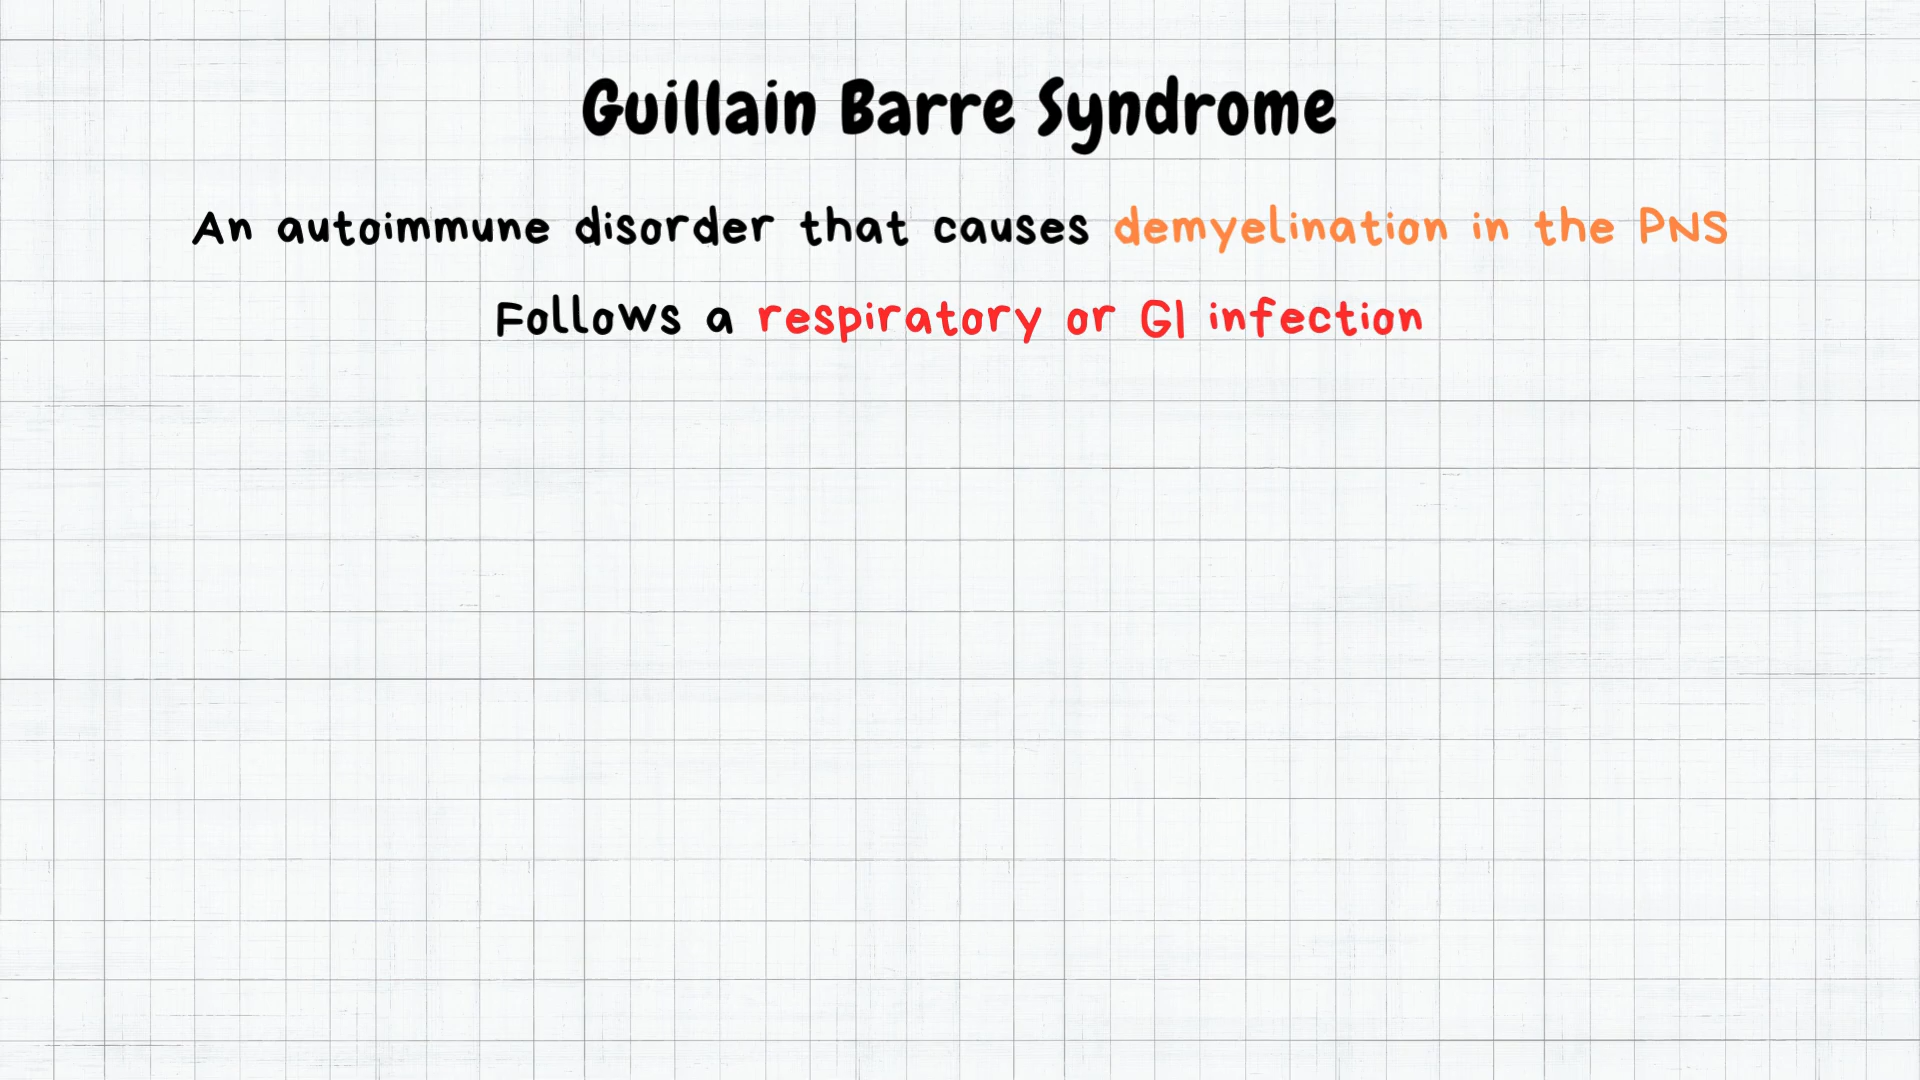 Guillain Barre Syndrome
An autoimmune disorder that causes demyelination in the PNS
Follows a respiratory or GI infection